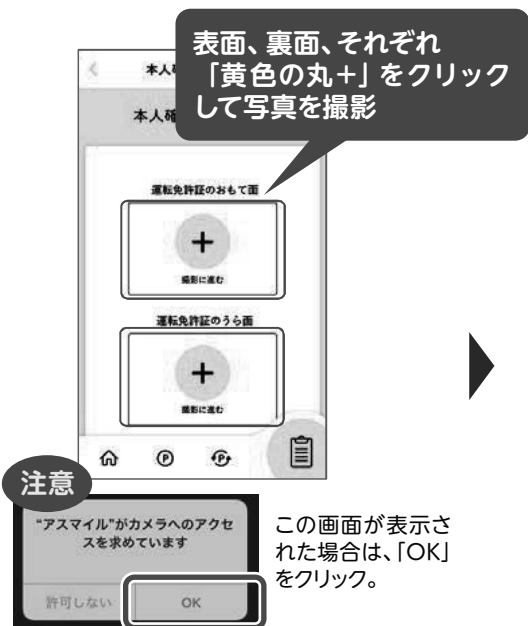 表面、裏面、それぞれ
「黄色の丸+」をクリック
して写真を撮影
本人確
運転免許証のおもて面
+
撮影に進む
運転免許証のうら面
+
撮影に進む
P
P
注意
"アスマイル"がカメラへのアクセ
スを求めています
許可しない
OK
この画面が表示さ
れた場合は、「OK」
をクリック。